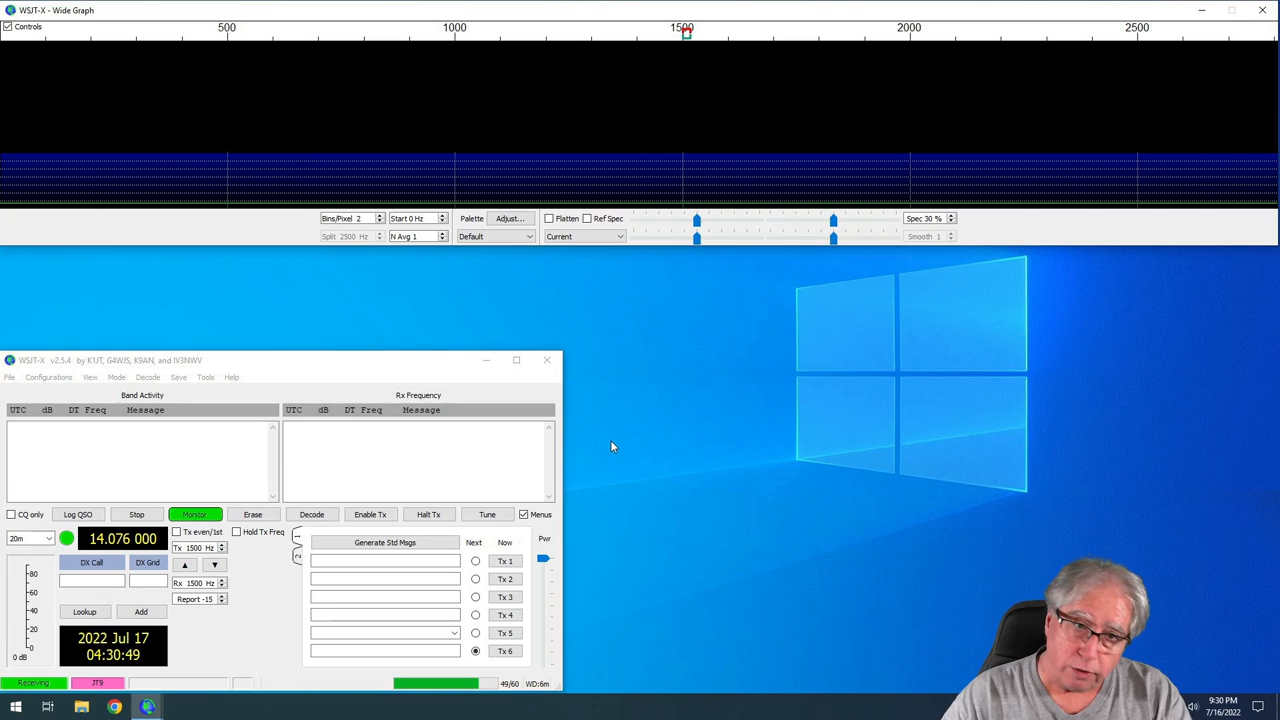 WSJT-X - Wide Graph
Controls
500 1000 1500 2000 2500
Bins/Pixel 2 Start 0 Hz Palette Adjust... Flatten Ref Spec Spec 30 %
Split 2500 Hz N Avg 1 Default Current Smooth 1
WSJT-X v2.5.4 by K1JT, G4WJS, K9AN, and IV3NWV
File Configurations View Mode Decode Save Tools Help
Band Activity Rx Frequency
UTC dB DT Freq Message UTC dB DT Freq Message
CQ only Log QSO Stop Monitor Erase Decode Enable Tx Halt Tx Tune Menus
20m 14.076 000 Tx even/1st Hold Tx Freq 1
Tx 1500 Hz 2 Generate Std Msgs Next Now Pwr
DX Call DX Grid Tx 1
Rx 1500 Hz Tx 2
Report -15 Tx 3
80
60
40
20
0
0 dB
Lookup Add Tx 4
2022 Jul 17 Tx 5
04:30:49 Tx 6
Receiving JT9 49/60 WD:6m
9:30 PM
7/16/2022